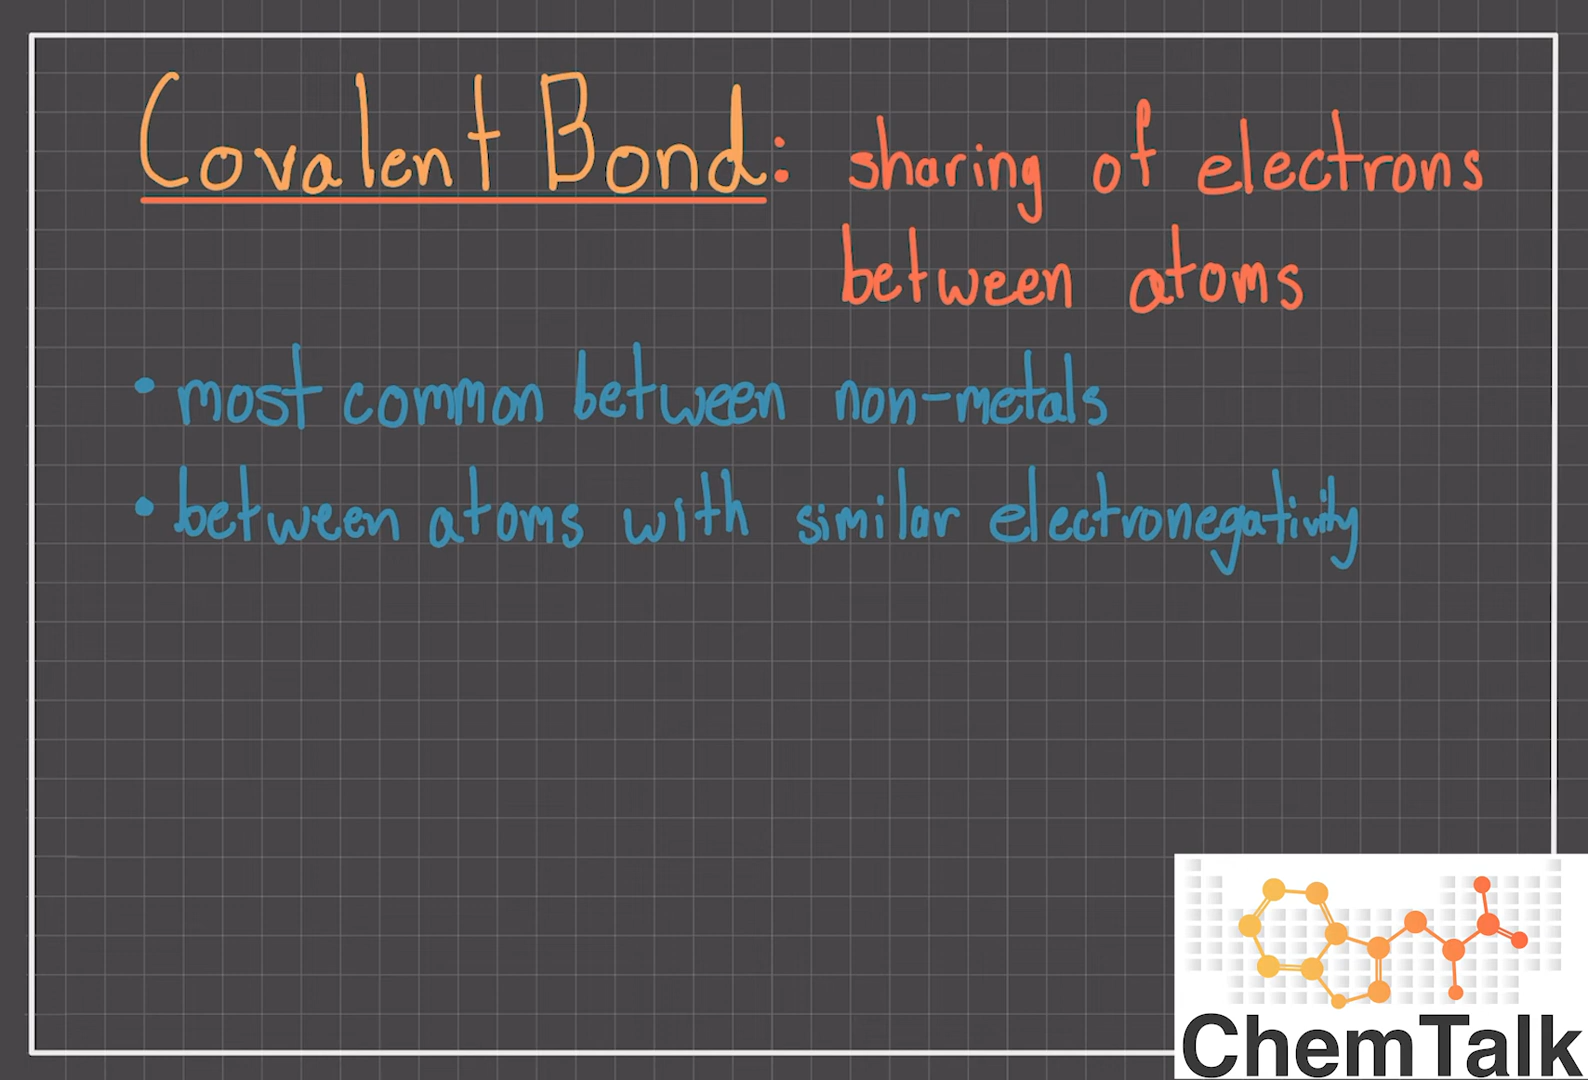 Covalent Bond: sharing of electrons
between atoms
• most common between non-metals
• between atoms with similar electronegativity
ChemTalk